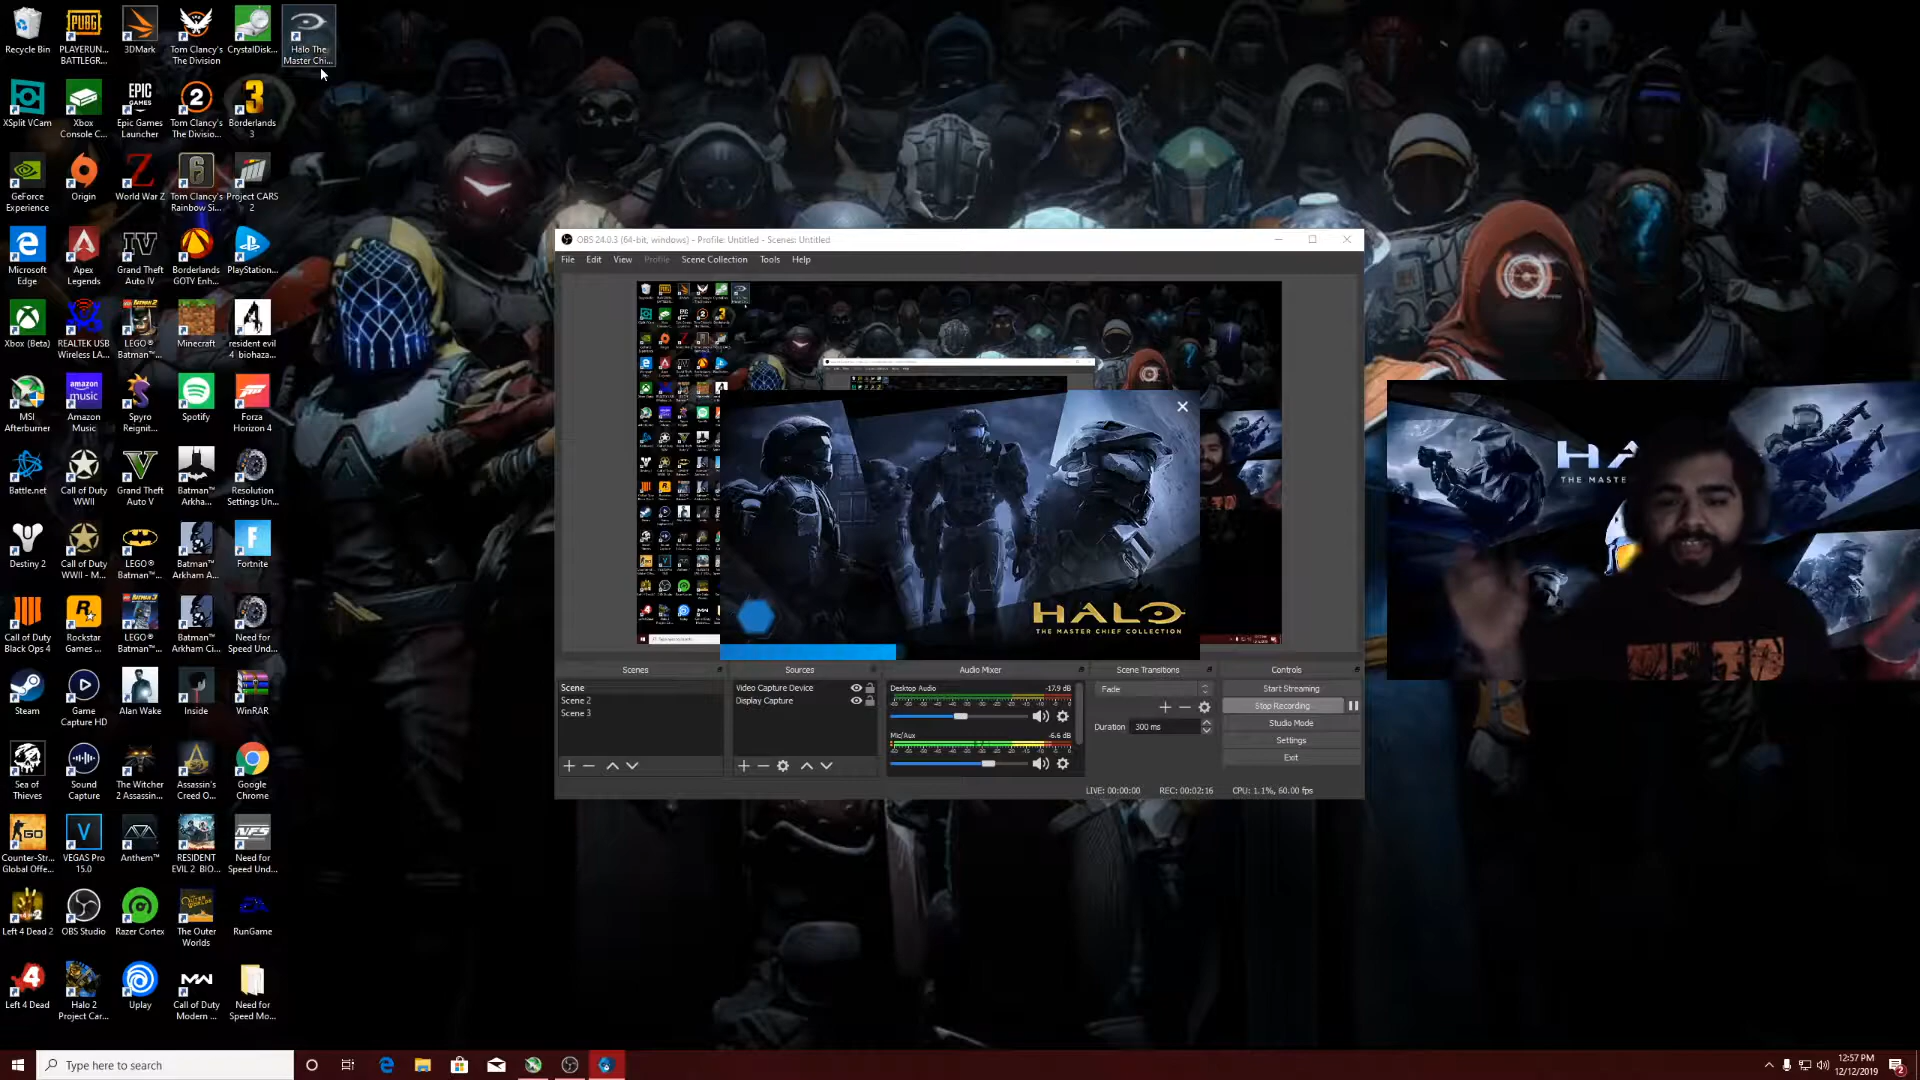 Recycle Bin
PLAYERUN...
BATTLEGR...
3DMark
Tom Clancy's
The Division
CrystalDisk...
Halo The
Master Chi...
XSplit VCam
Xbox
Console C...
Epic Games
Launcher
Tom Clancy's
The Divisio...
Borderlands
3
GeForce
Experience
Origin
World War Z
Tom Clancy's
Rainbow Si...
Project CARS
2
Microsoft
Edge
Apex
Legends
Grand Theft
Auto IV
Borderlands
GOTY Enh...
PlayStation...
Xbox (Beta)
REALTEK USB
Wireless LA...
LEGO®
Batman™...
Minecraft
resident evil
4 biohaza...
MSI
Afterburner
Amazon
Music
Spyro
Reignit...
Spotify
Forza
Horizon 4
Battle.net
Call of Duty
WWII
Grand Theft
Auto V
Batman™
Arkha...
Resolution
Settings Un...
Destiny 2
Call of Duty
WWII - M...
LEGO®
Batman™...
Batman™
Arkham A...
Fortnite
Call of Duty
Black Ops 4
Rockstar
Games ...
LEGO®
Batman™...
Batman™
Arkham Ci...
Need for
Speed Und...
Steam
Game
Capture HD
Alan Wake
Inside
WinRAR
Sea of
Thieves
Sound
Capture
The Witcher
2 Assassin...
Assassin's
Creed O...
Google
Chrome
Counter-Str...
Global Offe...
VEGAS Pro
15.0
Anthem™
RESIDENT
EVIL 2 BIO...
Need for
Speed Und...
Left 4 Dead 2
OBS Studio
Razer Cortex
The Outer
Worlds
RunGame
Left 4 Dead
Halo 2
Project Car...
Uplay
Call of Duty
Modern ...
Need for
Speed Mo...
OBS 24.0.3 (64-bit, windows) - Profile: Untitled - Scenes: Untitled
File Edit View Profile Scene Collection Tools Help
HALO
THE MASTER CHIEF COLLECTION
HA
THE MASTE
Scenes Sources Audio Mixer Scene Transitions Controls
Scene
Scene 2
Scene 3
Video Capture Device
Display Capture
Desktop Audio -17.9 dB
Mic/Aux -6.6 dB
Fade
Duration 300 ms
Start Streaming
Stop Recording
Studio Mode
Settings
Exit
LIVE: 00:00:00 REC: 00:02:16 CPU: 1.1%, 60.00 fps
Type here to search
12:57 PM
12/12/2019
2